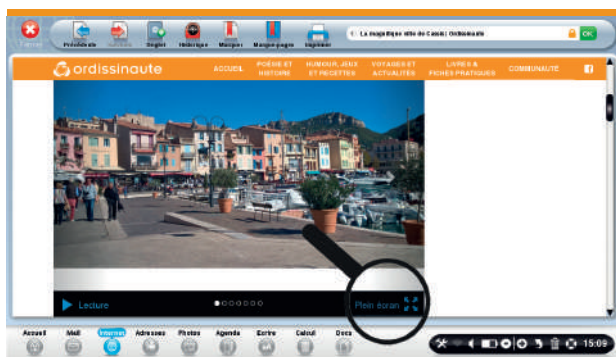 Fermer
Précédente
Suivante
Onglet
Historique
Marquer
Marque-pages
Imprimer
La magnifique ville de Cassis | Ordissinaute
OK
ordissinaute
ACCUEIL
POÉSIE ET
HISTOIRE
HUMOUR, JEUX
ET RECETTES
VOYAGES ET
ACTUALITÉS
LIVRES &
FICHES PRATIQUES
COMMUNAUTÉ
f
Lecture
Plein écran
Accueil
Mail
Internet
Adresses
Photos
Agenda
Ecrire
Calcul
Docs
15:09